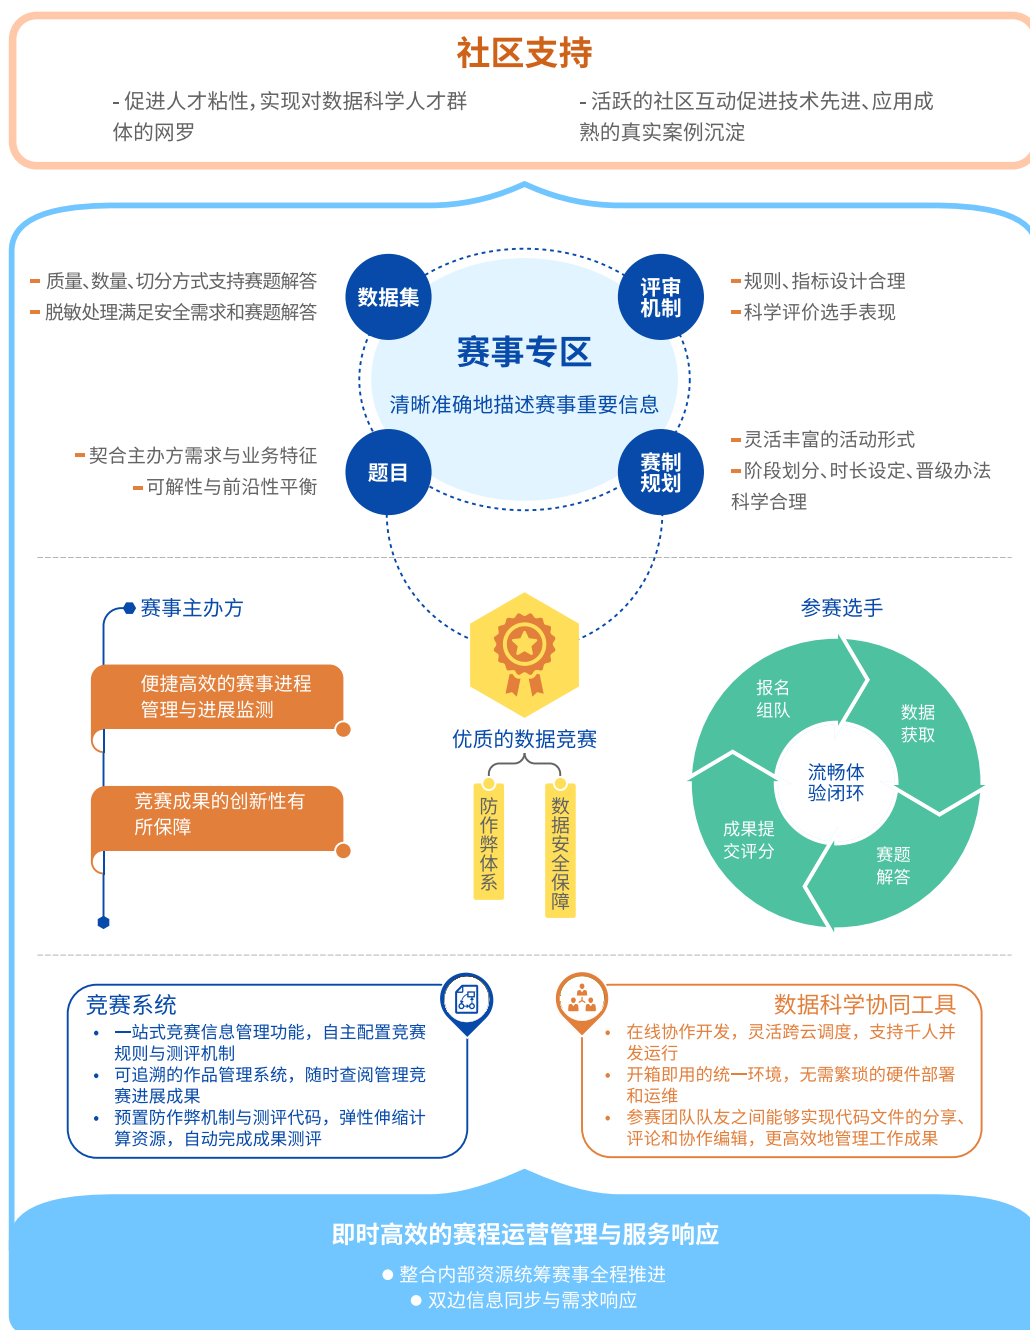 社区支持
- 促进人才粘性，实现对数据科学人才群
体的网罗
- 活跃的社区互动促进技术先进、应用成
熟的真实案例沉淀
质量、数量、切分方式支持赛题解答
脱敏处理满足安全需求和赛题解答
数据集
评审
机制
规则、指标设计合理
科学评价选手表现
赛事专区
清晰准确地描述赛事重要信息
契合主办方需求与业务特征
可解性与前沿性平衡
题目
赛制
规划
灵活丰富的活动形式
阶段划分、时长设定、晋级办法
科学合理
赛事主办方
便捷高效的赛事进程
管理与进展监测
竞赛成果的创新性有
所保障
优质的数据竞赛
防作弊体系
数据安全保障
参赛选手
报名
组队
数据
获取
流畅体
验闭环
成果提
交评分
赛题
解答
竞赛系统
• 一站式竞赛信息管理功能，自主配置竞赛
规则与测评机制
• 可追溯的作品管理系统，随时查阅管理竞
赛进展成果
• 预置防作弊机制与测评代码，弹性伸缩计
算资源，自动完成成果测评
数据科学协同工具
• 在线协作开发，灵活跨云调度，支持千人并
发运行
• 开箱即用的统一环境，无需繁琐的硬件部署
和运维
• 参赛团队队友之间能够实现代码文件的分享、
评论和协作编辑，更高效地管理工作成果
即时高效的赛程运营管理与服务响应
● 整合内部资源统筹赛事全程推进
● 双边信息同步与需求响应